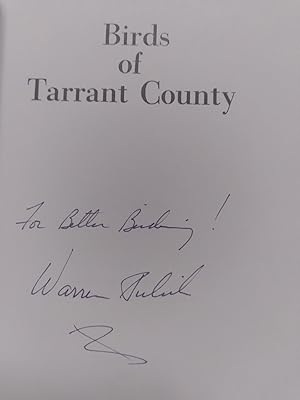 Birds
of
Tarrant County
For Better Birding!
Warren Pulich